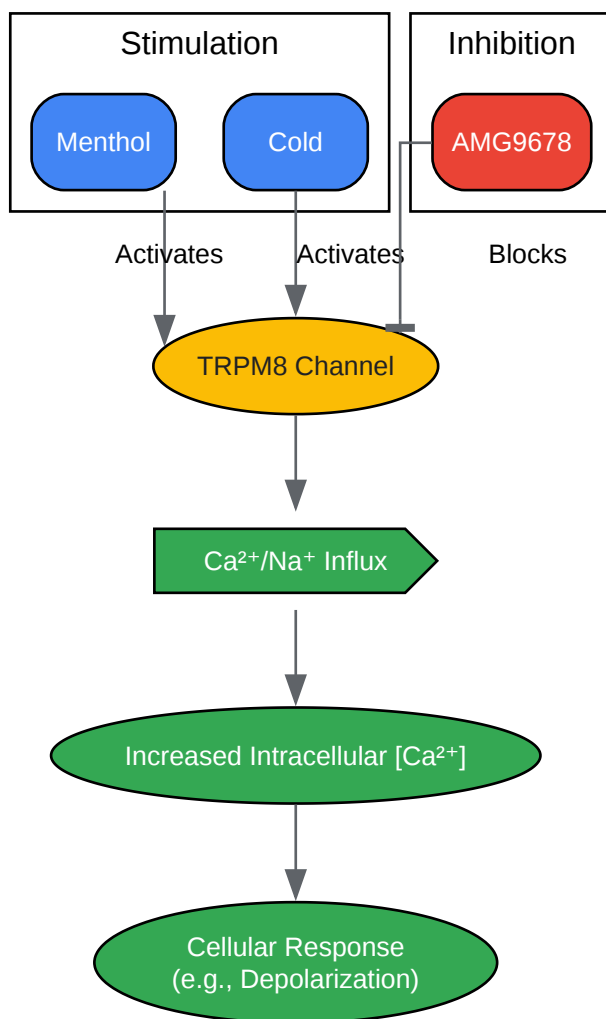 Stimulation
Inhibition
Menthol
Cold
AMG9678
Activates
Activates
Blocks
TRPM8 Channel
Ca²⁺/Na⁺ Influx
Increased Intracellular [Ca²⁺]
Cellular Response
(e.g., Depolarization)